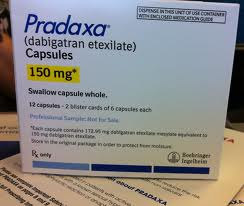 DISPENSE IN THIS UNIT OF USE CONTAINER
WITH ENCLOSED MEDICATION GUIDE
Pradaxa®
(dabigatran etexilate)
Capsules
150 mg*
Swallow capsule whole.
12 capsules - 2 blister cards of 6 capsules each
Professional Sample: Not for Sale
*Each capsule contains 172.95 mg dabigatran etexilate mesylate equivalent to
150 mg dabigatran etexilate.
Store in the original package in order to protect from moisture.
Rx only
Boehringer
Ingelheim
about PRADAXA